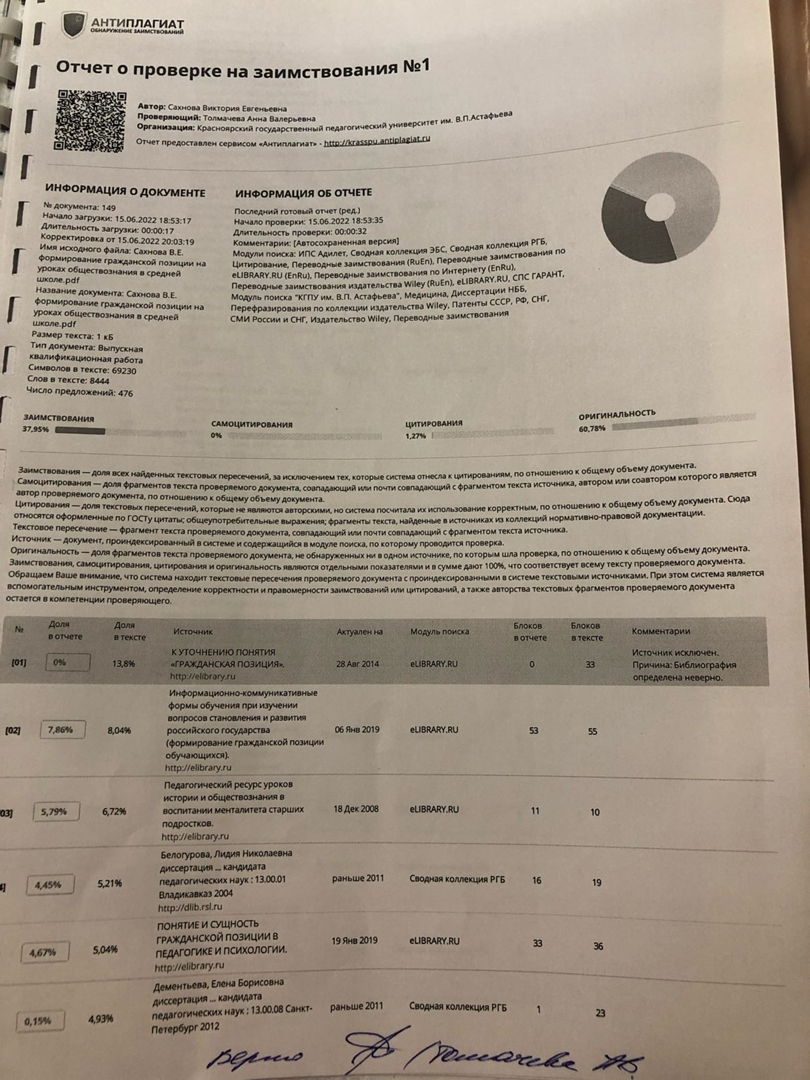 АНТИПЛАГИАТ
ОБНАРУЖЕНИЕ ЗАИМСТВОВАНИЙ
Отчет о проверке на заимствования №1
Автор: Сахнова Виктория Евгеньевна
Проверяющий: Толмачева Анна Валерьевна
Организация: Красноярский государственный педагогический университет им. В.П.Астафьева
Отчет предоставлен сервисом «Антиплагиат» - http://krasspu.antiplagiat.ru
ИНФОРМАЦИЯ О ДОКУМЕНТЕ
№ документа: 149
Начало загрузки: 15.06.2022 18:53:17
Длительность загрузки: 00:00:17
Корректировка от 15.06.2022 20:03:19
Имя исходного файла: Сахнова В.Е.
формирование гражданской позиции на
уроках обществознания в средней
школе.pdf
Название документа: Сахнова В.Е.
формирование гражданской позиции на
уроках обществознания в средней
школе.pdf
Размер текста: 1 кБ
Тип документа: Выпускная
квалификационная работа
Символов в тексте: 69230
Слов в тексте: 8444
Число предложений: 476
ИНФОРМАЦИЯ ОБ ОТЧЕТЕ
Последний готовый отчет (ред.)
Начало проверки: 15.06.2022 18:53:35
Длительность проверки: 00:00:32
Комментарии: [Автосохраненная версия]
Модули поиска: ИПС Адилет, Сводная коллекция ЭБС, Сводная коллекция РГБ,
Цитирование, Переводные заимствования (RuEn), Переводные заимствования по
eLIBRARY.RU (EnRu), Переводные заимствования по Интернету (EnRu),
Переводные заимствования издательства Wiley (RuEn), eLIBRARY.RU, СПС ГАРАНТ,
Модуль поиска "КГПУ им. В.П. Астафьева", Медицина, Диссертации НББ,
Перефразирования по коллекции издательства Wiley, Патенты СССР, РФ, СНГ,
СМИ России и СНГ, Издательство Wiley, Переводные заимствования
ЗАИМСТВОВАНИЯ
37,95%
САМОЦИТИРОВАНИЯ
0%
ЦИТИРОВАНИЯ
1,27%
ОРИГИНАЛЬНОСТЬ
60,78%
Заимствования — доля всех найденных текстовых пересечений, за исключением тех, которые система отнесла к цитированиям, по отношению к общему объему документа.
Самоцитирования — доля фрагментов текста проверяемого документа, совпадающий или почти совпадающий с фрагментом текста источника, автором или соавтором которого является
автор проверяемого документа, по отношению к общему объему документа.
Цитирования — доля текстовых пересечений, которые не являются авторскими, но система посчитала их использование корректным, по отношению к общему объему документа. Сюда
относятся оформленные по ГОСТу цитаты; общеупотребительные выражения; фрагменты текста, найденные в источниках из коллекций нормативно-правовой документации.
Текстовое пересечение — фрагмент текста проверяемого документа, совпадающий или почти совпадающий с фрагментом текста источника.
Источник — документ, проиндексированный в системе и содержащийся в модуле поиска, по которому проводится проверка.
Оригинальность — доля фрагментов текста проверяемого документа, не обнаруженных ни в одном источнике, по которым шла проверка, по отношению к общему объему документа.
Заимствования, самоцитирования, цитирования и оригинальность являются отдельными показателями и в сумме дают 100%, что соответствует всему тексту проверяемого документа.
Обращаем Ваше внимание, что система находит текстовые пересечения проверяемого документа с проиндексированными в системе текстовыми источниками. При этом система является
вспомогательным инструментом, определение корректности и правомерности заимствований или цитирований, а также авторства текстовых фрагментов проверяемого документа
остается в компетенции проверяющего.
№ Доля в отчете Доля в тексте Источник Актуален на Модуль поиска Блоков в отчете Блоков в тексте Комментарии
[01] 0% 13,8% К УТОЧНЕНИЮ ПОНЯТИЯ «ГРАЖДАНСКАЯ ПОЗИЦИЯ». http://elibrary.ru 28 Авг 2014 eLIBRARY.RU 0 33 Источник исключен. Причина: Библиография определена неверно.
[02] 7,86% 8,04% Информационно-коммуникативные формы обучения при изучении вопросов становления и развития российского государства (формирование гражданской позиции обучающихся). http://elibrary.ru 06 Янв 2019 eLIBRARY.RU 53 55
03] 5,79% 6,72% Педагогический ресурс уроков истории и обществознания в воспитании менталитета старших подростков. http://elibrary.ru 18 Дек 2008 eLIBRARY.RU 11 10
4,45% 5,21% Белогурова, Лидия Николаевна диссертация ... кандидата педагогических наук : 13.00.01 Владикавказ 2004 http://dlib.rsl.ru раньше 2011 Сводная коллекция РГБ 16 19
4,67% 5,04% ПОНЯТИЕ И СУЩНОСТЬ ГРАЖДАНСКОЙ ПОЗИЦИИ В ПЕДАГОГИКЕ И ПСИХОЛОГИИ. http://elibrary.ru 19 Янв 2019 eLIBRARY.RU 33 36
0,15% 4,93% Дементьева, Елена Борисовна диссертация ... кандидата педагогических наук : 13.00.08 Санкт-Петербург 2012 раньше 2011 Сводная коллекция РГБ 1 23
Верно Толмачева АВ